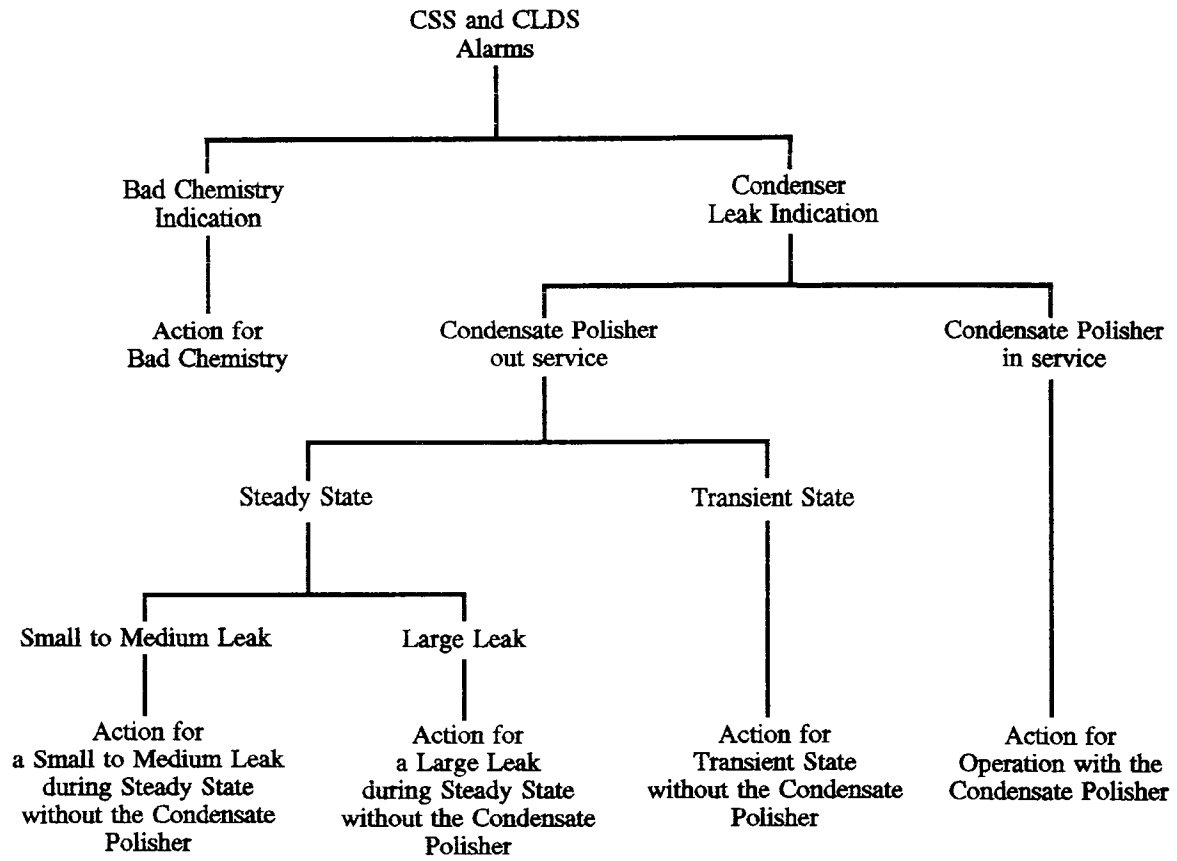 CSS and CLDS
Alarms
Bad Chemistry
Indication
Condenser
Leak Indication
Action for
Bad Chemistry
Condensate Polisher
out service
Condensate Polisher
in service
Steady State
Transient State
Small to Medium Leak
Large Leak
Action for
a Small to Medium Leak
during Steady State
without the Condensate
Polisher
Action for
a Large Leak
during Steady State
without the Condensate
Polisher
Action for
Transient State
without the Condensate
Polisher
Action for
Operation with the
Condensate Polisher